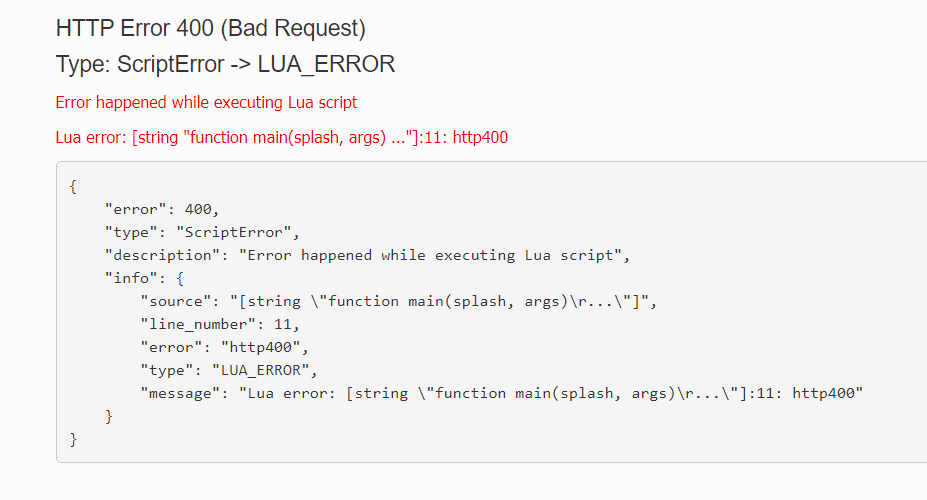 HTTP Error 400 (Bad Request)
Type: ScriptError -> LUA_ERROR
Error happened while executing Lua script
Lua error: [string "function main(splash, args) ..."]:11: http400
{
    "error": 400,
    "type": "ScriptError",
    "description": "Error happened while executing Lua script",
    "info": {
        "source": "[string \"function main(splash, args)\r...\"]",
        "line_number": 11,
        "error": "http400",
        "type": "LUA_ERROR",
        "message": "Lua error: [string \"function main(splash, args)\r...\"]:11: http400"
    }
}